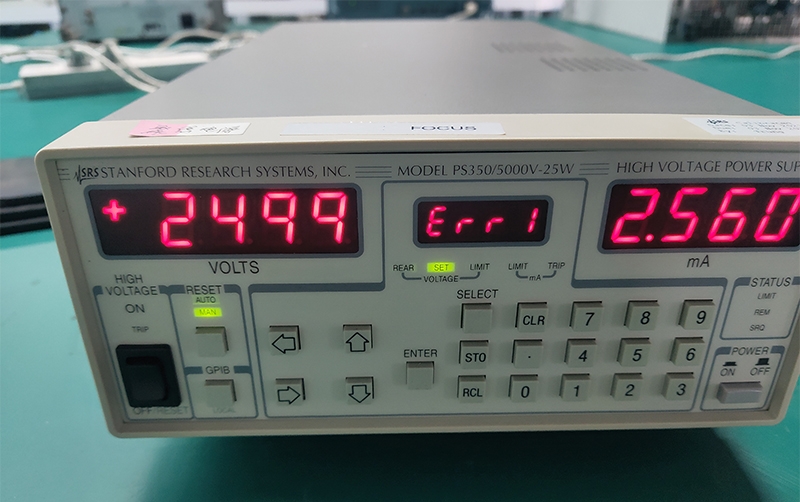 FOCUS
SRS
SRS STANFORD RESEARCH SYSTEMS, INC.
MODEL PS350/5000V-25W
HIGH VOLTAGE POWER SUP
+ 2499
Err1
2.560
VOLTS
mA
REAR SET LIMIT
VOLTAGE
LIMIT TRIP
mA
HIGH
VOLTAGE
ON
TRIP
OFF/RESET
RESET
AUTO
MAN
GPIB
LOCAL
SELECT
CLR 7 8 9
ENTER
STO . 4 5 6
RCL 0 1 2 3
STATUS
LIMIT
REM
SRQ
POWER
ON OFF